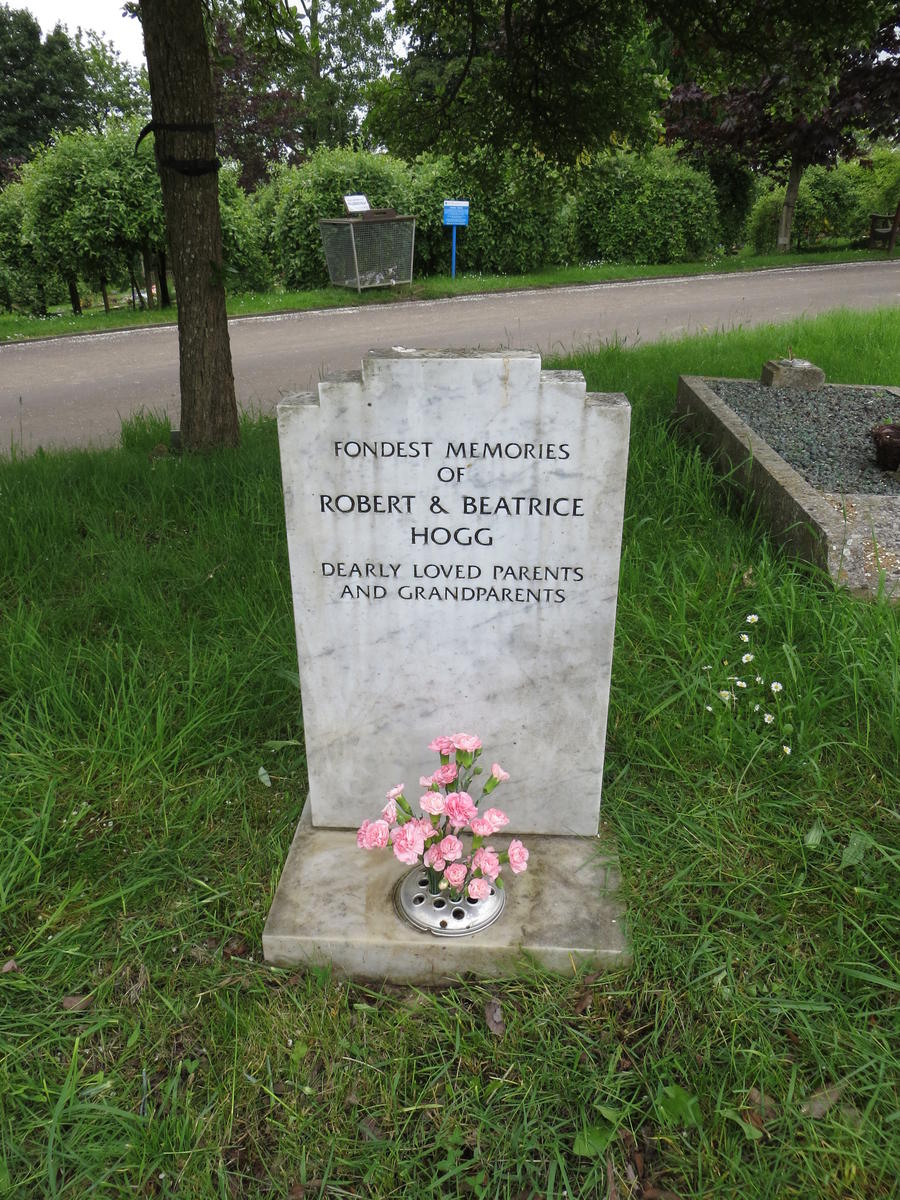 FONDEST MEMORIES
OF
ROBERT & BEATRICE
HOGG
DEARLY LOVED PARENTS
AND GRANDPARENTS